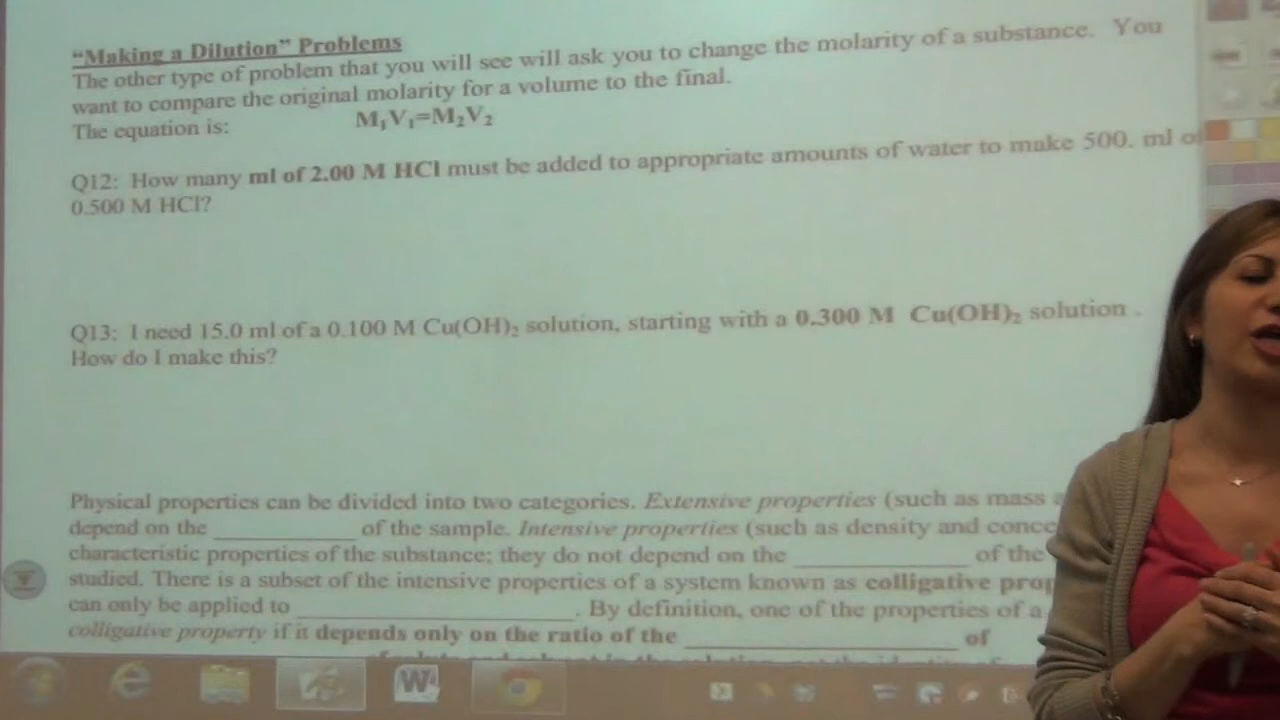 "Making a Dilution" Problems
The other type of problem that you will see will ask you to change the molarity of a substance. You
want to compare the original molarity for a volume to the final.
The equation is: M₁V₁=M₂V₂
Q12: How many ml of 2.00 M HCl must be added to appropriate amounts of water to make 500. ml of
0.500 M HCl?
Q13: I need 15.0 ml of a 0.100 M Cu(OH)₂ solution, starting with a 0.300 M Cu(OH)₂ solution .
How do I make this?
Physical properties can be divided into two categories. Extensive properties (such as mass
depend on the ____________ of the sample. Intensive properties (such as density and conce
characteristic properties of the substance; they do not depend on the _______________ of the
studied. There is a subset of the intensive properties of a system known as colligative prop
can only be applied to ________________________. By definition, one of the properties of a
colligative property if it depends only on the ratio of the ________________________ of
W